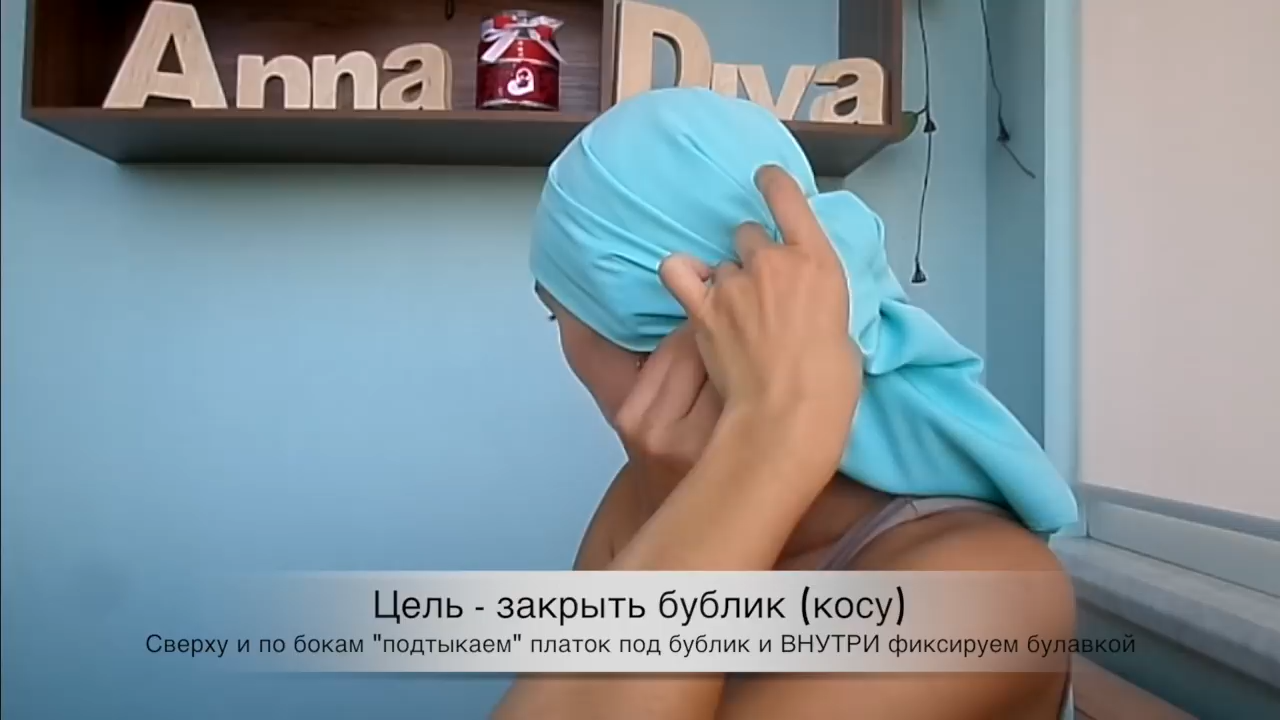 Anna Diva
Цель - закрыть бублик (косу)
Сверху и по бокам "подтыкаем" платок под бублик и ВНУТРИ фиксируем булавкой